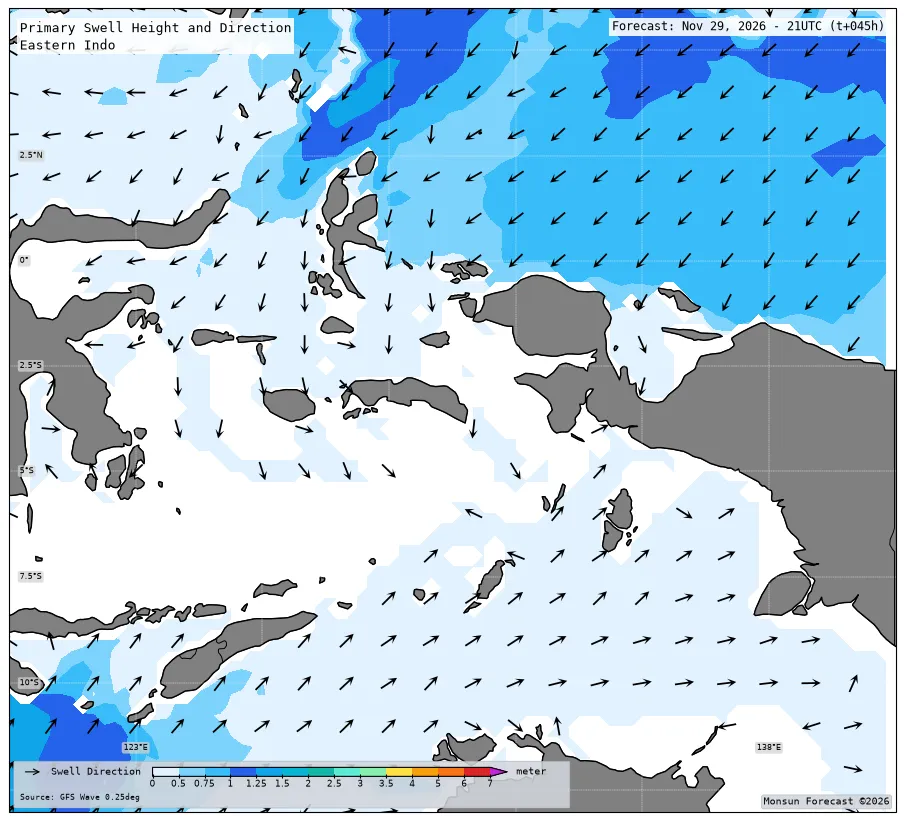 Primary Swell Height and Direction
Eastern Indo
Forecast: Nov 29, 2026 - 21UTC (t+045h)
2.5°N
0°
2.5°S
5°S
7.5°S
10°S
123°E
138°E
Swell Direction
0 0.5 0.75 1 1.25 1.5 2 2.5 3 3.5 4 5 6 7
meter
Source: GFS Wave 0.25deg
Monsun Forecast ©2026